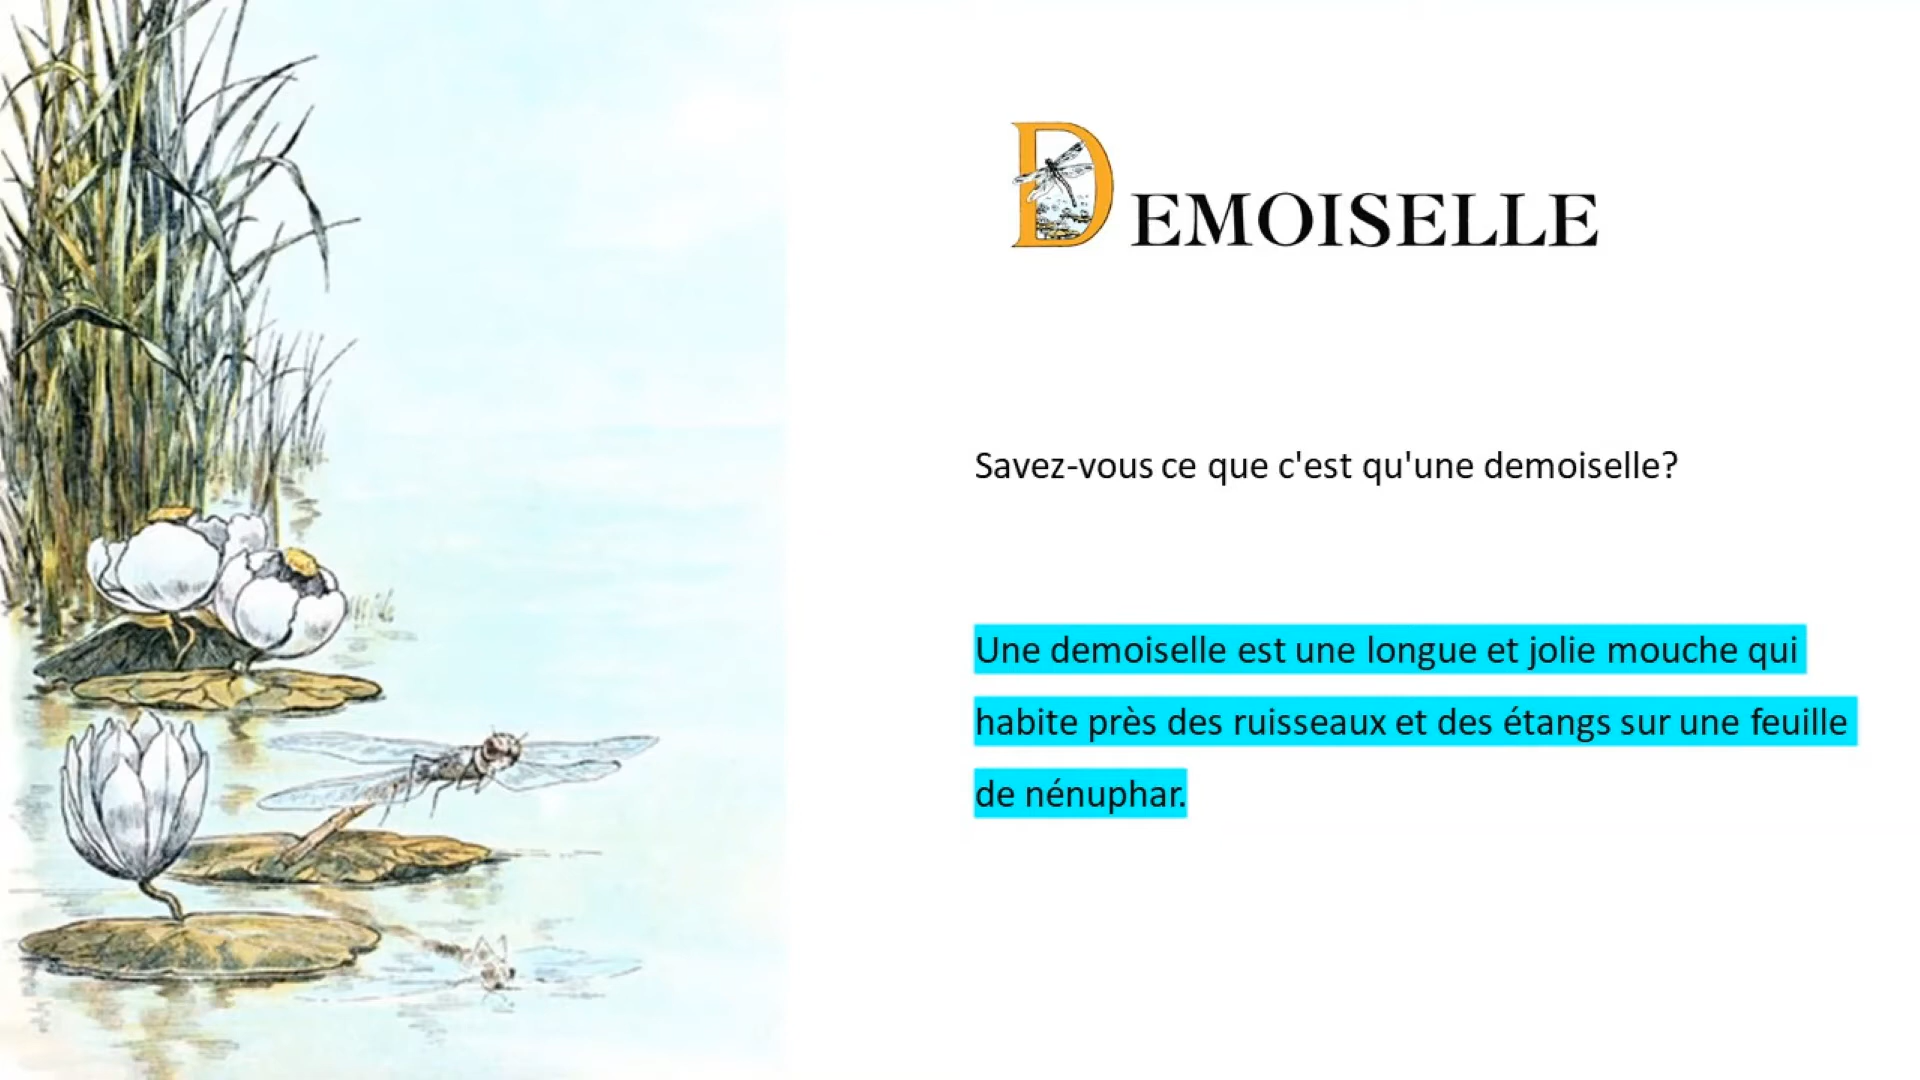 DEMOISELLE
Savez-vous ce que c'est qu'une demoiselle?
Une demoiselle est une longue et jolie mouche qui
habite près des ruisseaux et des étangs sur une feuille
de nénuphar.